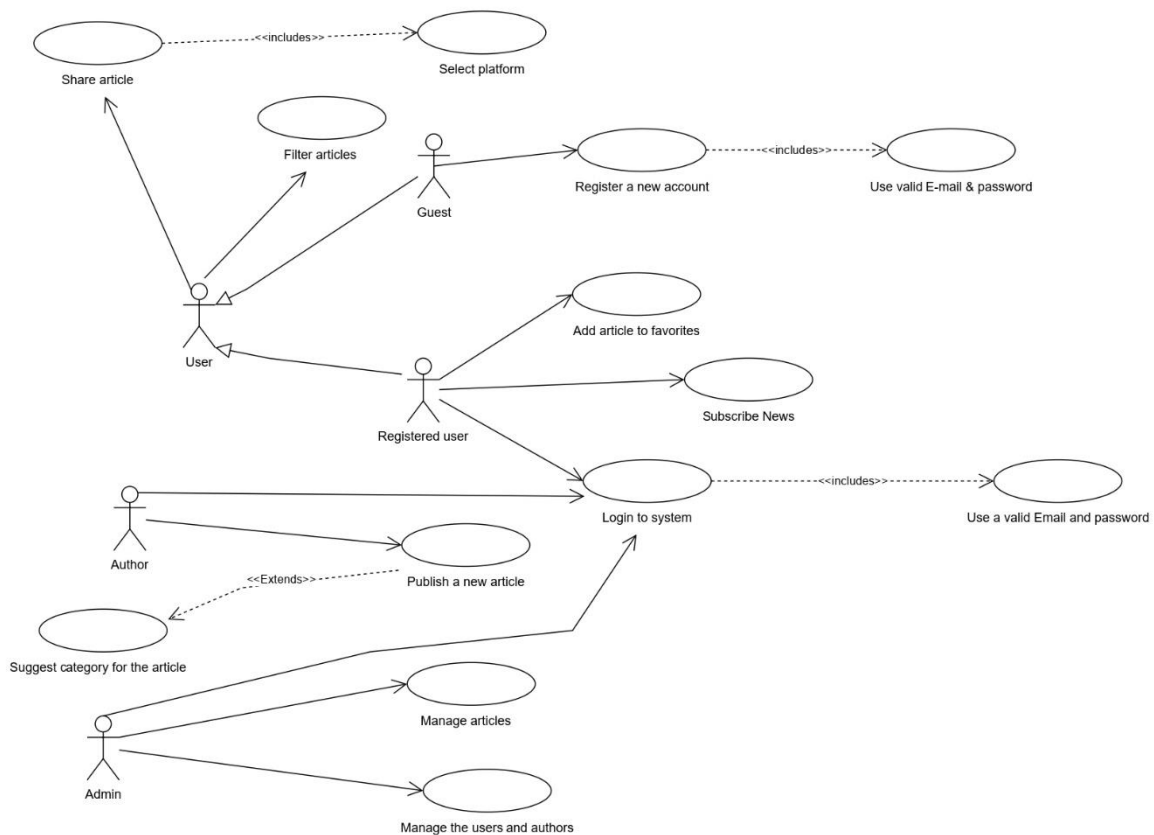 <<includes>>
Share article
Select platform
Filter articles
<<includes>>
Register a new account
Use valid E-mail & password
Guest
Add article to favorites
User
Subscribe News
Registered user
<<includes>>
Login to system
Use a valid Email and password
Author
Publish a new article
<<Extends>>
Suggest category for the article
Manage articles
Admin
Manage the users and authors